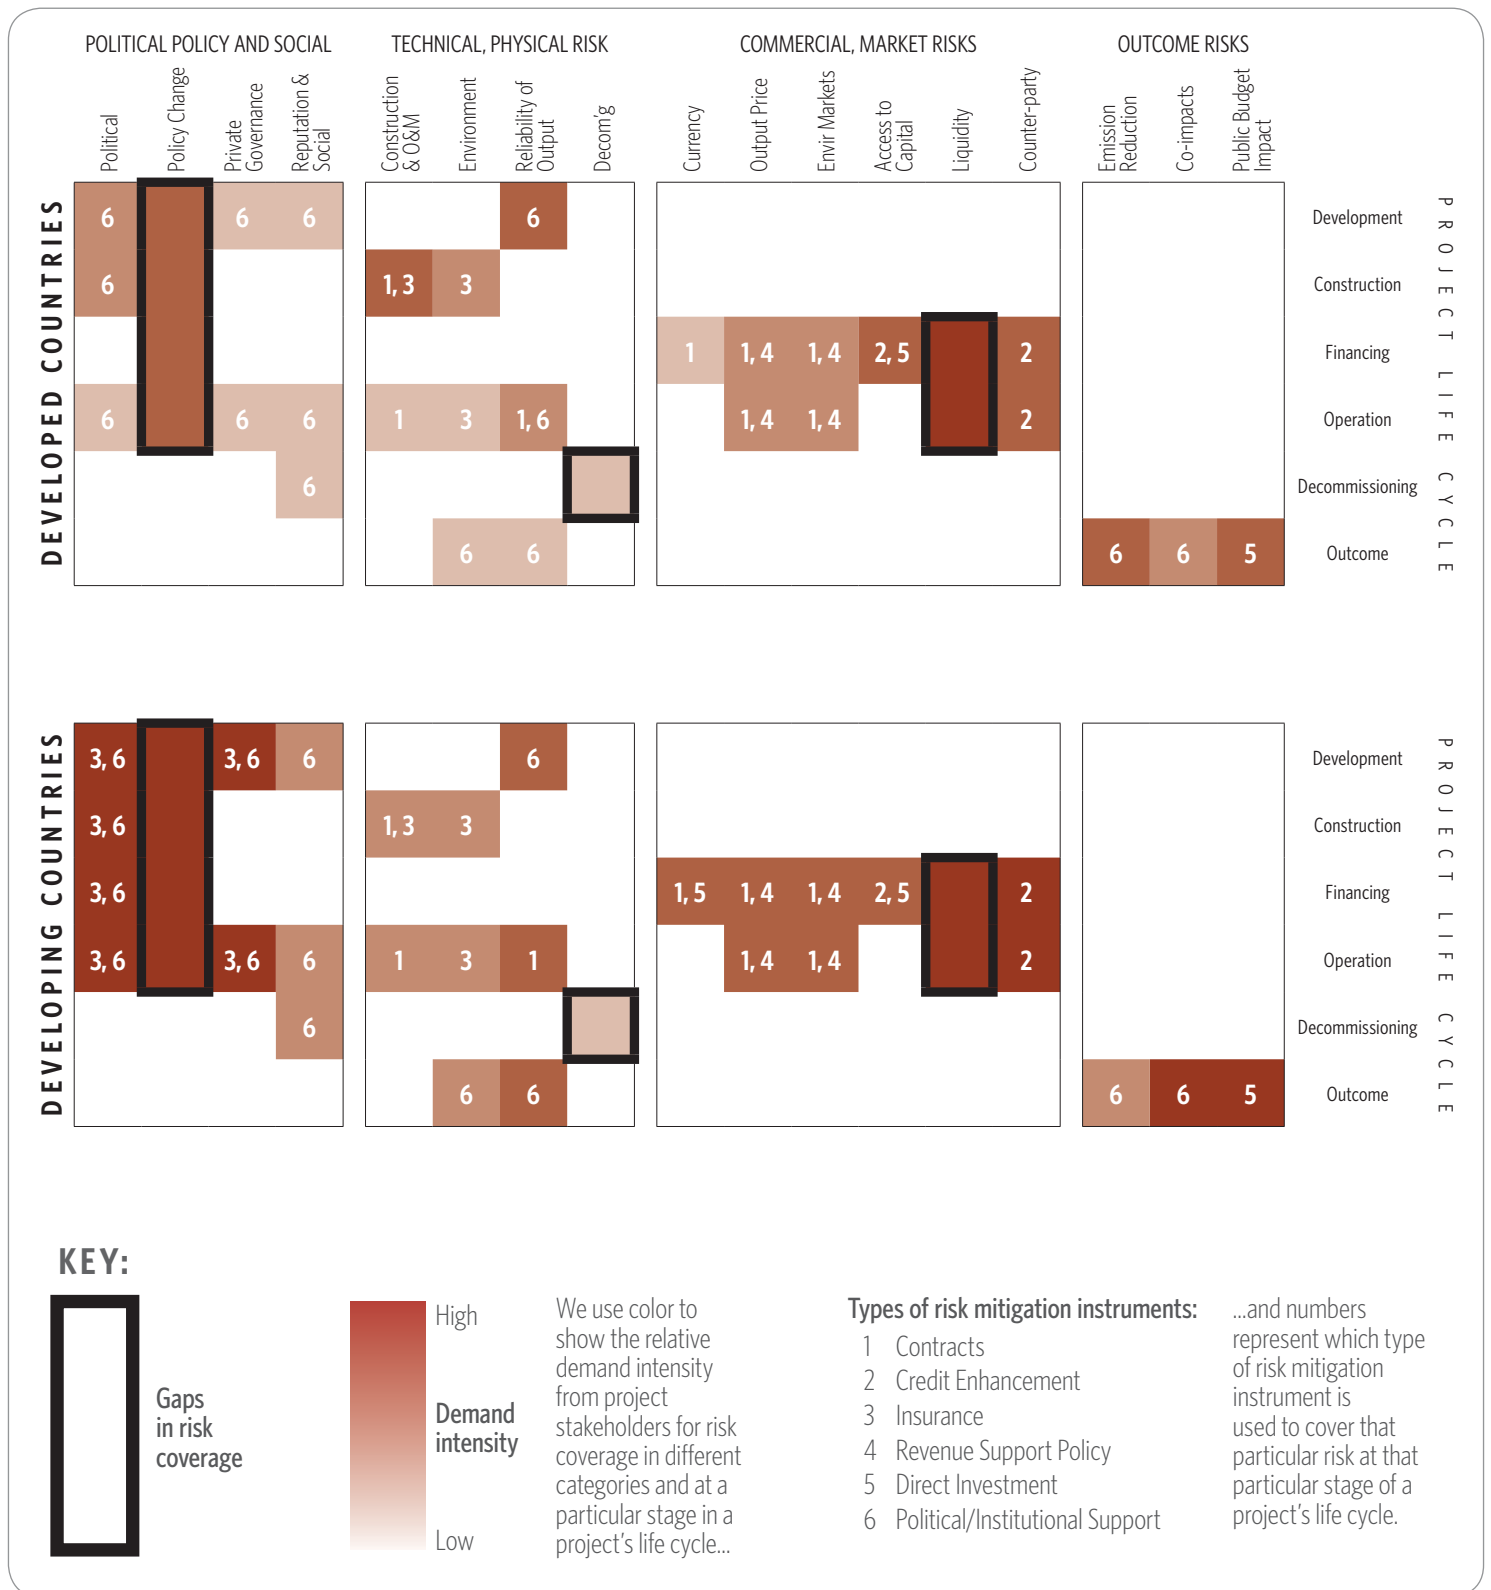 POLITICAL POLICY AND SOCIAL
TECHNICAL, PHYSICAL RISK
COMMERCIAL, MARKET RISKS
OUTCOME RISKS
Political
Policy Change
Private
Governance
Reputation &
Social
Construction
& O&M
Environment
Reliability of
Output
Decom'g
Currency
Output Price
Envir Markets
Access to
Capital
Liquidity
Counter-party
Emission
Reduction
Co-impacts
Public Budget
Impact
DEVELOPED COUNTRIES
6 6 6 6 Development
6 1, 3 3 Construction
1 1, 4 1, 4 2, 5 2 Financing
6 6 6 1 3 1, 6 1, 4 1, 4 2 Operation
6 Decommissioning
6 6 6 6 5 Outcome
PROJECT LIFE CYCLE
DEVELOPING COUNTRIES
3, 6 3, 6 6 6 Development
3, 6 1, 3 3 Construction
3, 6 1, 5 1, 4 1, 4 2, 5 2 Financing
3, 6 3, 6 6 1 3 1 1, 4 1, 4 2 Operation
6 Decommissioning
6 6 6 6 5 Outcome
PROJECT LIFE CYCLE
KEY:
Gaps
in risk
coverage
High
Demand
intensity
Low
We use color to
show the relative
demand intensity
from project
stakeholders for risk
coverage in different
categories and at a
particular stage in a
project's life cycle...
Types of risk mitigation instruments:
1 Contracts
2 Credit Enhancement
3 Insurance
4 Revenue Support Policy
5 Direct Investment
6 Political/Institutional Support
...and numbers
represent which type
of risk mitigation
instrument is
used to cover that
particular risk at that
particular stage of a
project's life cycle.